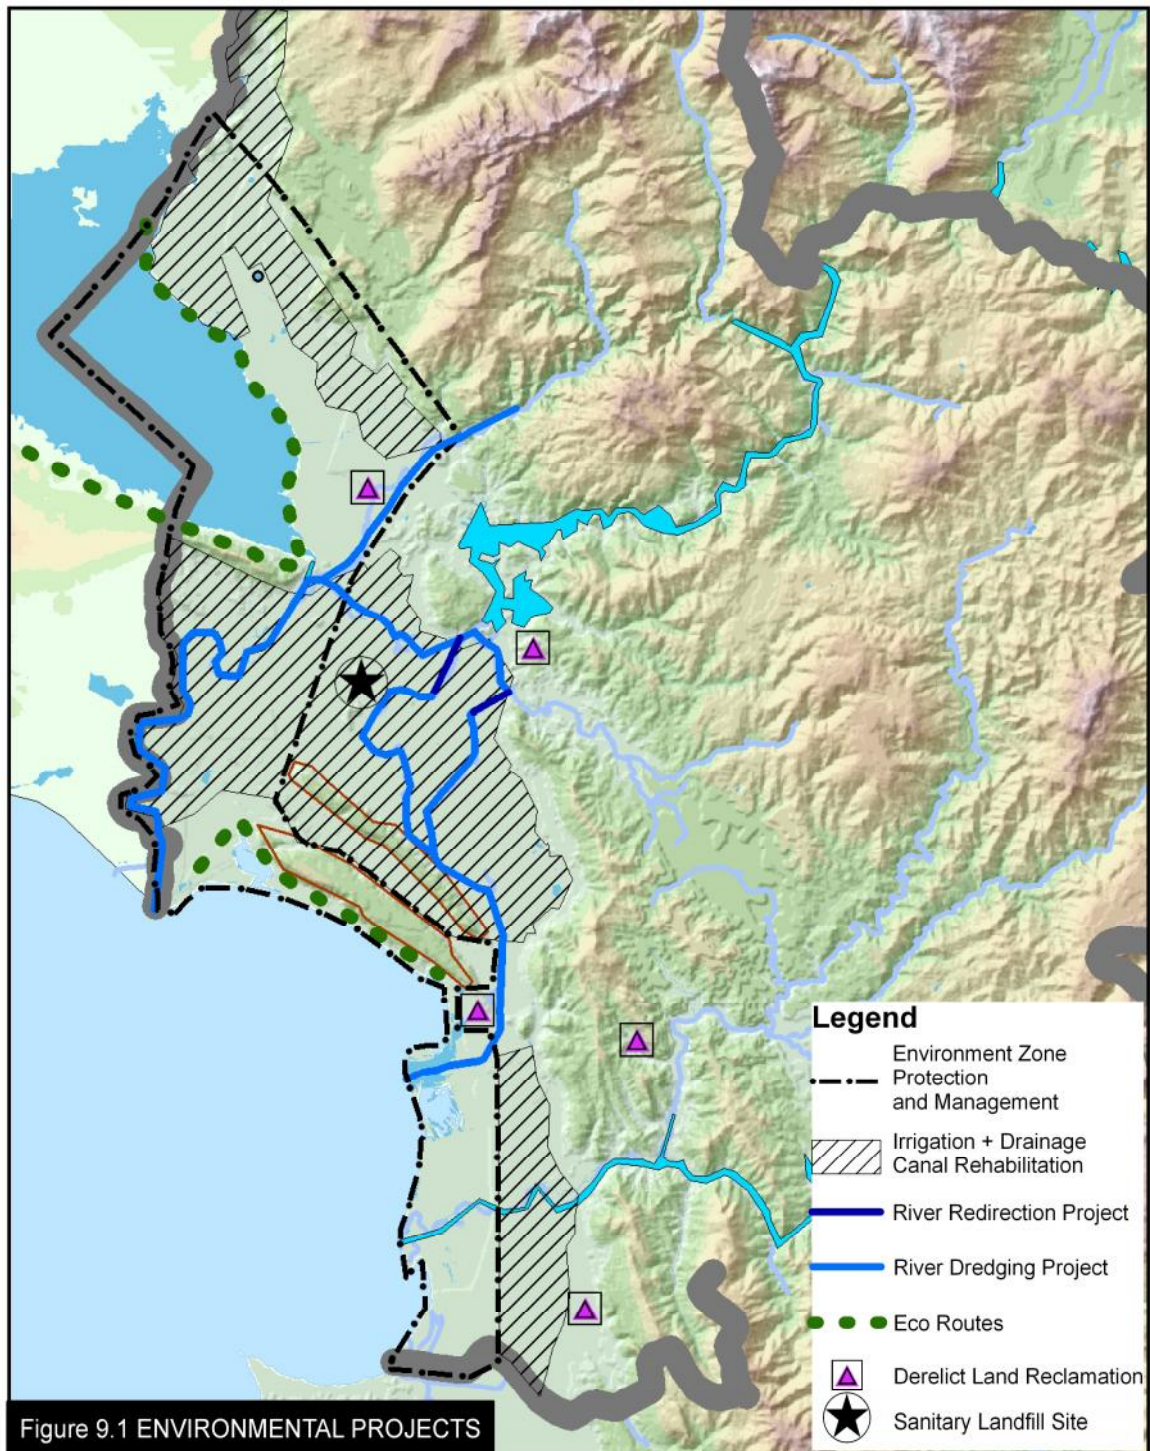 Legend
Environment Zone
Protection
and Management
Irrigation + Drainage
Canal Rehabilitation
River Redirection Project
River Dredging Project
Eco Routes
Derelict Land Reclamation
Sanitary Landfill Site
Figure 9.1 ENVIRONMENTAL PROJECTS